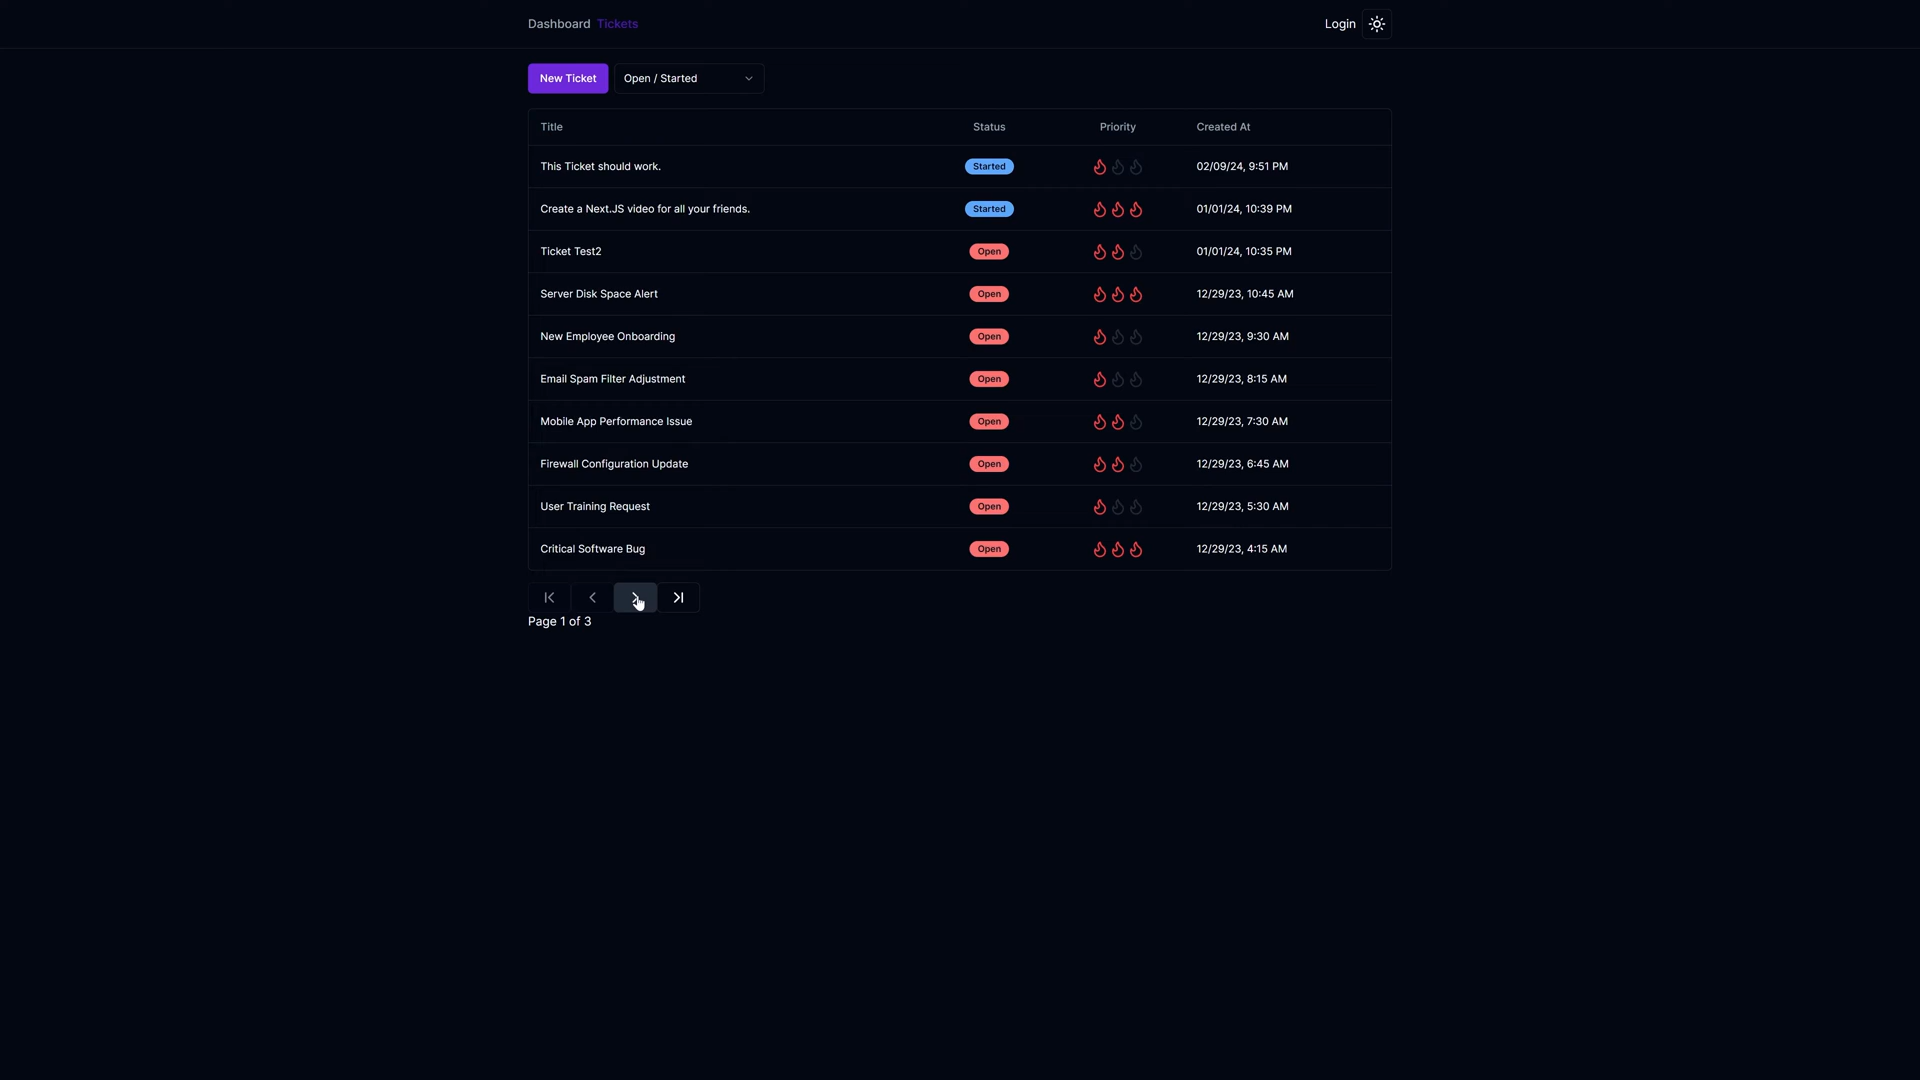 Dashboard Tickets Login
New Ticket Open / Started
Title Status Priority Created At
This Ticket should work. Started 02/09/24, 9:51 PM
Create a Next.JS video for all your friends. Started 01/01/24, 10:39 PM
Ticket Test2 Open 01/01/24, 10:35 PM
Server Disk Space Alert Open 12/29/23, 10:45 AM
New Employee Onboarding Open 12/29/23, 9:30 AM
Email Spam Filter Adjustment Open 12/29/23, 8:15 AM
Mobile App Performance Issue Open 12/29/23, 7:30 AM
Firewall Configuration Update Open 12/29/23, 6:45 AM
User Training Request Open 12/29/23, 5:30 AM
Critical Software Bug Open 12/29/23, 4:15 AM
Page 1 of 3